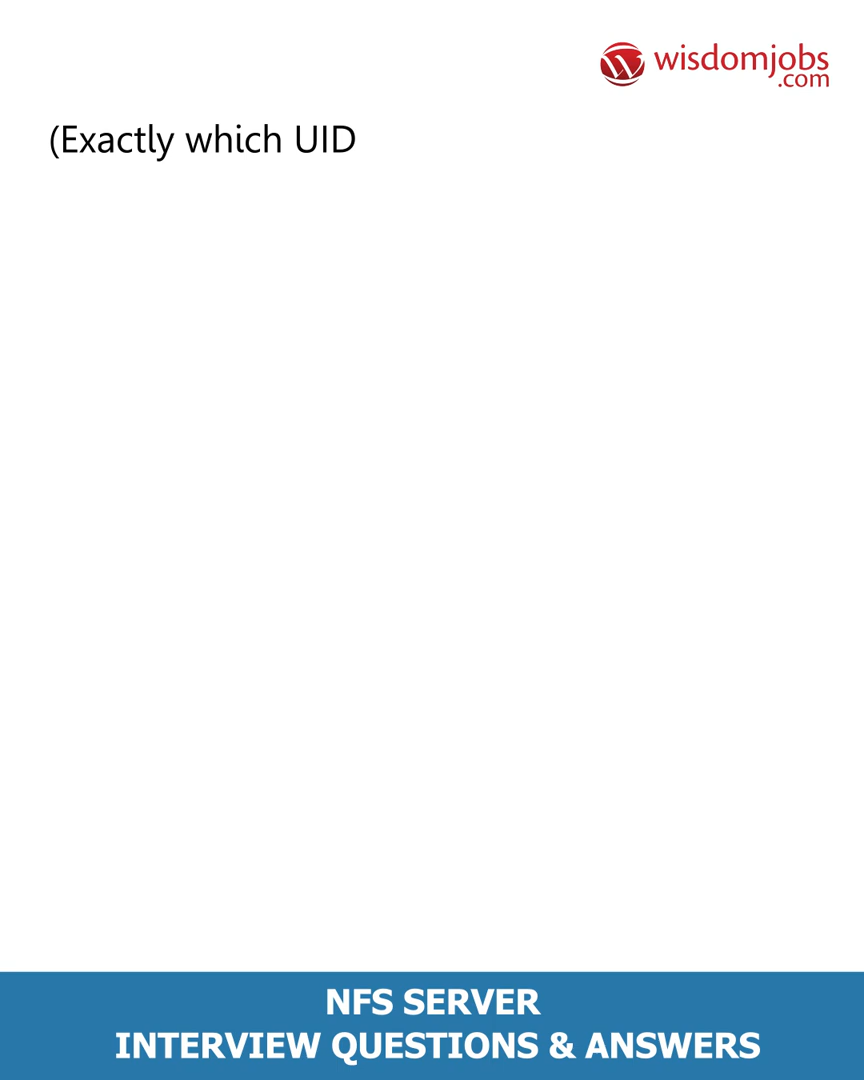 wisdomjobs
.com
(Exactly which UID
NFS SERVER
INTERVIEW QUESTIONS & ANSWERS